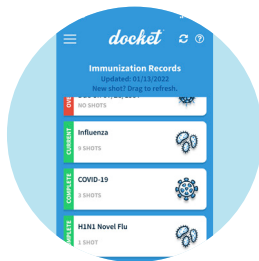 docket
Immunization Records
Updated: 01/13/2022
New shot? Drag to refresh.
NO SHOTS
CURRENT
Influenza
9 SHOTS
COMPLETE
COVID-19
3 SHOTS
H1N1 Novel Flu
1 SHOT